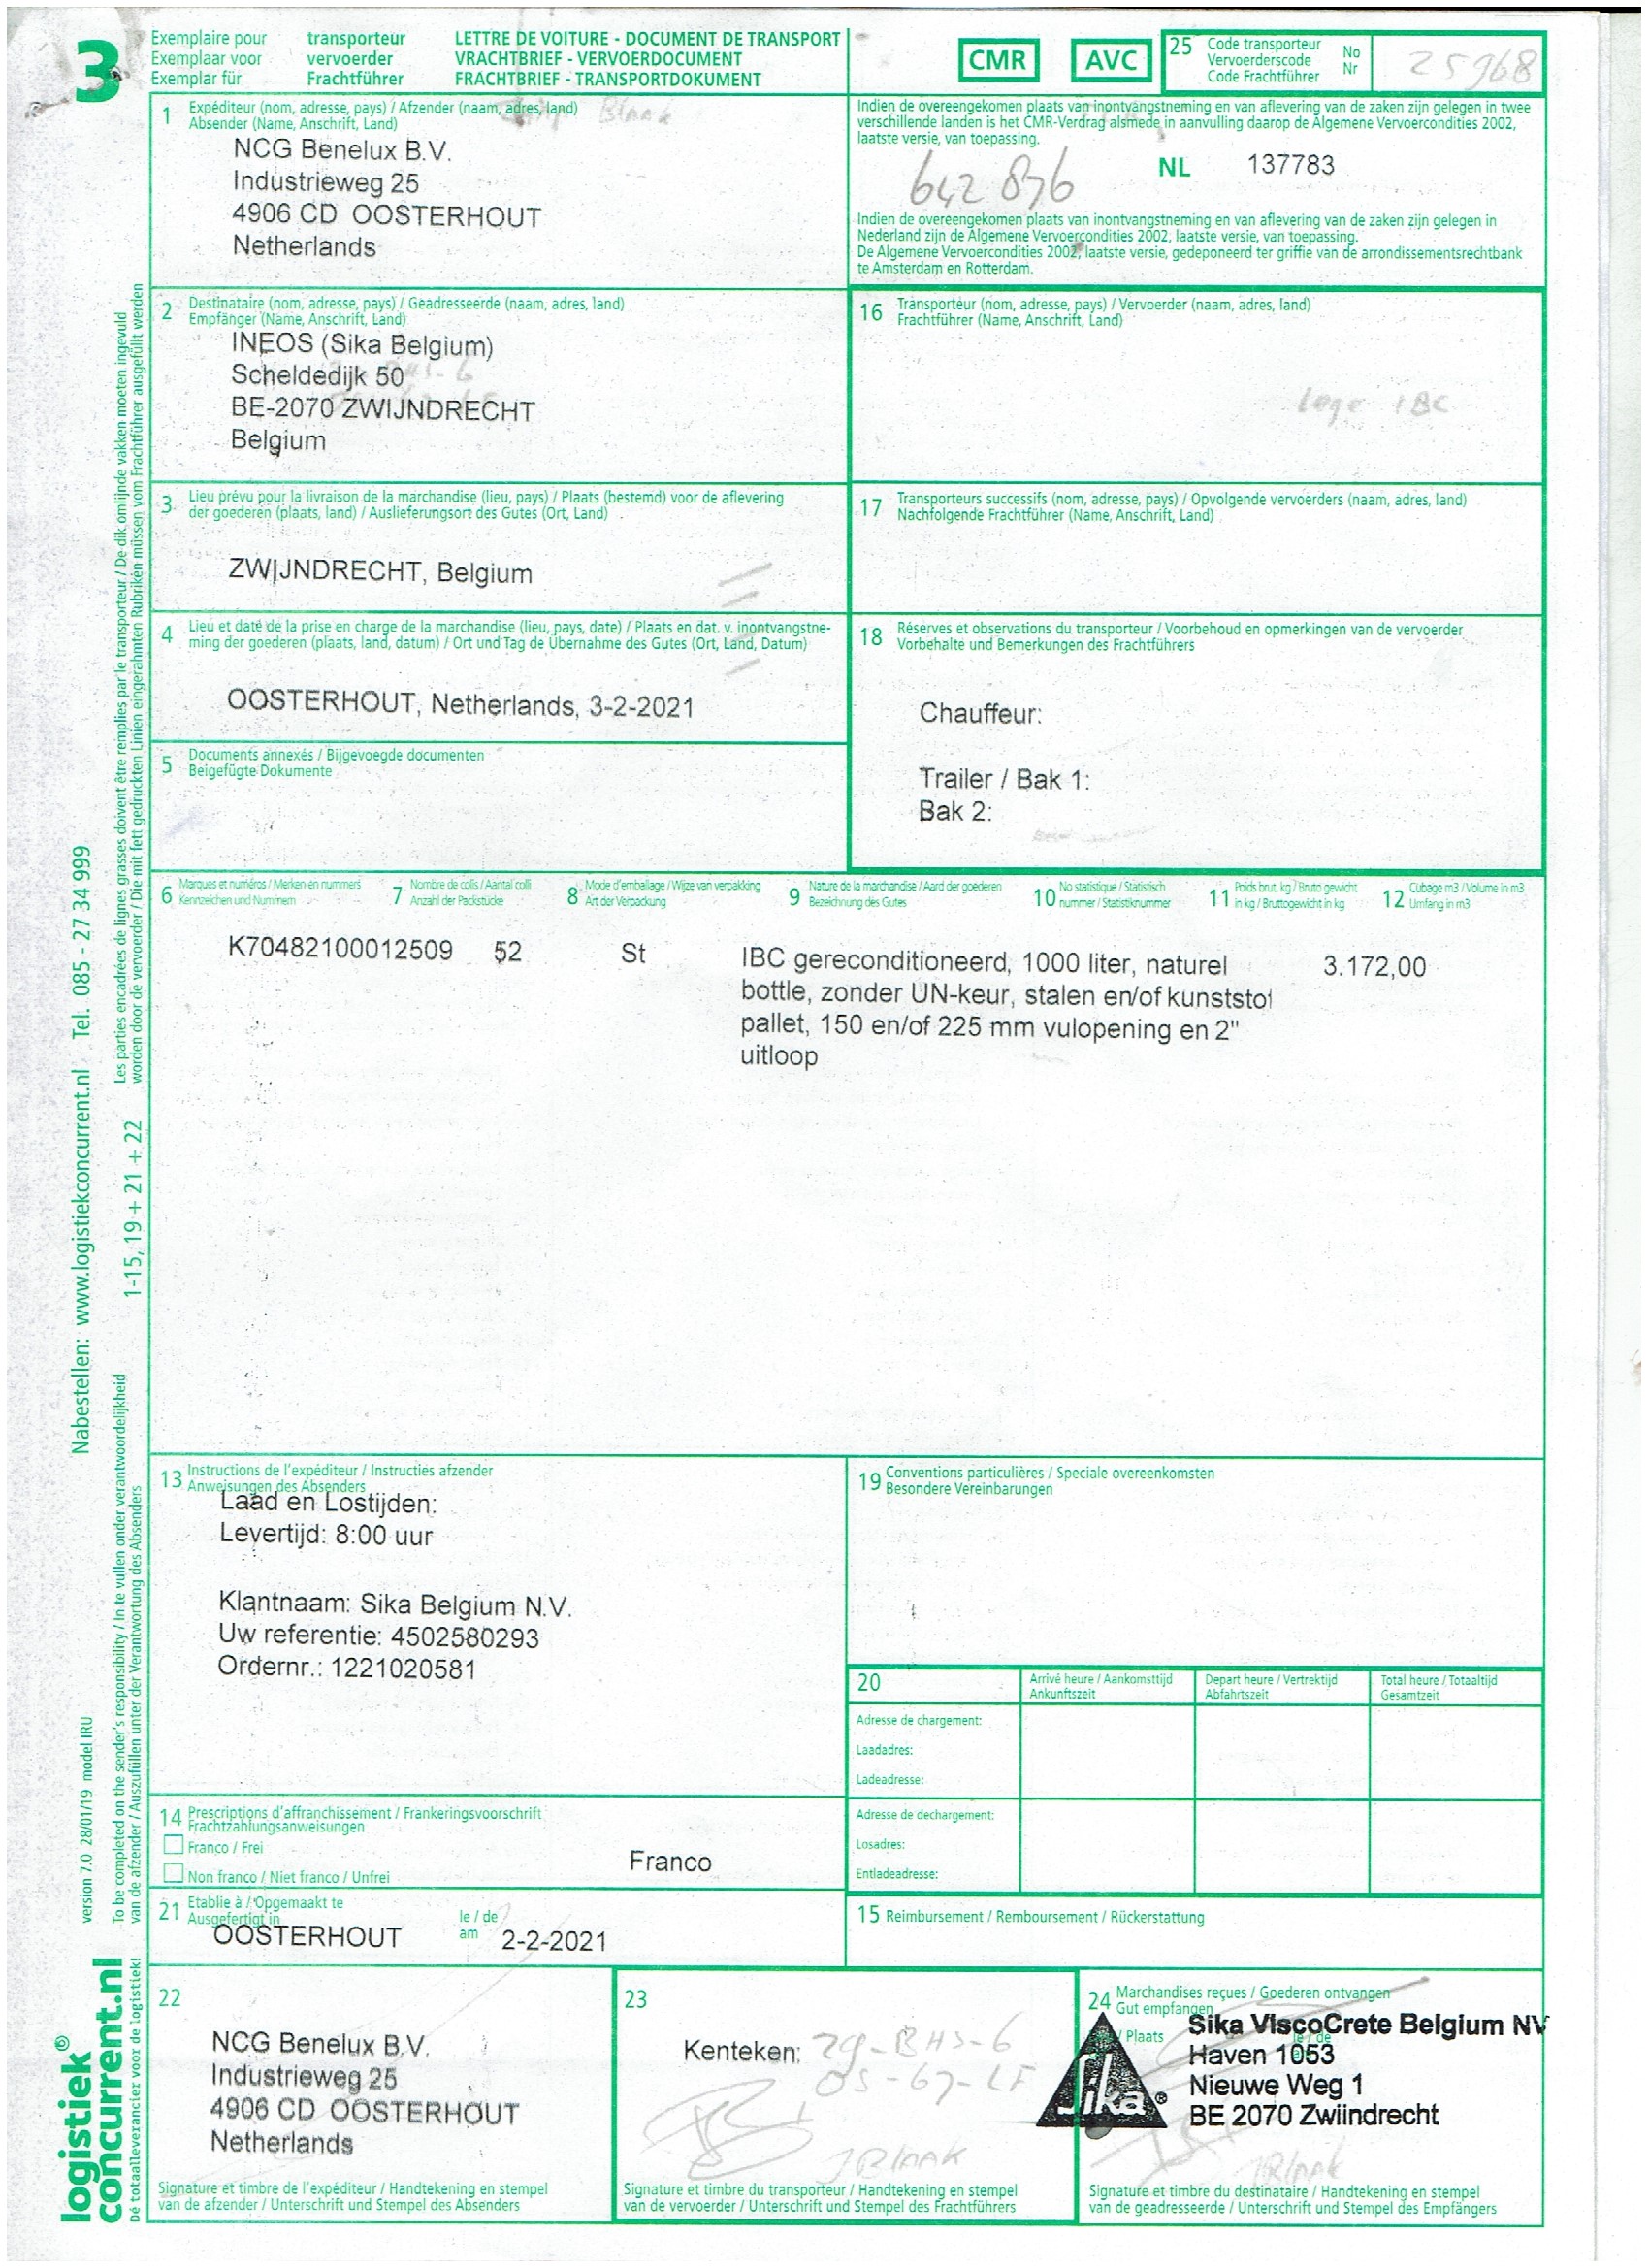 3
Exemplaire pour transporteur
Exemplaar voor vervoerder
Exemplar für Frachtführer
LETTRE DE VOITURE - DOCUMENT DE TRANSPORT
VRACHTBRIEF - VERVOERDOCUMENT
FRACHTBRIEF - TRANSPORTDOKUMENT
CMR
AVC
25 Code transporteur
Vervoerderscode
Code Frachtführer
No
Nr
25968
1 Expéditeur (nom, adresse, pays) / Afzender (naam, adres, land)
Absender (Name, Anschrift, Land)
Blaak
NCG Benelux B.V.
Industrieweg 25
4906 CD OOSTERHOUT
Netherlands
Indien de overeengekomen plaats van inontvangstneming en van aflevering van de zaken zijn gelegen in twee
verschillende landen is het CMR-Verdrag alsmede in aanvulling daarop de Algemene Vervoercondities 2002,
laatste versie, van toepassing.
642 876
NL 137783
Indien de overeengekomen plaats van inontvangstneming en van aflevering van de zaken zijn gelegen in
Nederland zijn de Algemene Vervoercondities 2002, laatste versie, van toepassing.
De Algemene Vervoercondities 2002, laatste versie, gedeponeerd ter griffie van de arrondissementsrechtbank
te Amsterdam en Rotterdam.
2 Destinataire (nom, adresse, pays) / Geadresseerde (naam, adres, land)
Empfänger (Name, Anschrift, Land)
INEOS (Sika Belgium)
Scheldedijk 50
BE-2070 ZWIJNDRECHT
Belgium
16 Transporteur (nom, adresse, pays) / Vervoerder (naam, adres, land)
Frachtführer (Name, Anschrift, Land)
lege IBC
3 Lieu prévu pour la livraison de la marchandise (lieu, pays) / Plaats (bestemd) voor de aflevering
der goederen (plaats, land) / Auslieferungsort des Gutes (Ort, Land)
ZWIJNDRECHT, Belgium
17 Transporteurs successifs (nom, adresse, pays) / Opvolgende vervoerders (naam, adres, land)
Nachfolgende Frachtführer (Name, Anschrift, Land)
4 Lieu et date de la prise en charge de la marchandise (lieu, pays, date) / Plaats en dat. v. inontvangstne-
ming der goederen (plaats, land, datum) / Ort und Tag de Übernahme des Gutes (Ort, Land, Datum)
OOSTERHOUT, Netherlands, 3-2-2021
18 Réserves et observations du transporteur / Voorbehoud en opmerkingen van de vervoerder
Vorbehalte und Bemerkungen des Frachtführers
Chauffeur:
Trailer / Bak 1:
Bak 2:
5 Documents annexés / Bijgevoegde documenten
Beigefügte Dokumente
6 Marques et numéros / Merken en nummers
Kennzeichen und Nummern
7 Nombre de colis / Aantal colli
Anzahl der Packstücke
8 Mode d'emballage / Wijze van verpakking
Art der Verpackung
9 Nature de la marchandise / Aard der goederen
Bezeichnung des Gutes
10 No statistique / Statistisch
nummer / Statistiknummer
11 Poids brut, kg / Bruto gewicht
in kg / Bruttogewicht in kg
12 Cubage m3 / Volume in m3
Umfang in m3
K70482100012509 52 St IBC gereconditioneerd, 1000 liter, naturel 3.172,00
bottle, zonder UN-keur, stalen en/of kunststof
pallet, 150 en/of 225 mm vulopening en 2"
uitloop
13 Instructions de l'expéditeur / Instructies afzender
Anweisungen des Absenders
Laad en Lostijden:
Levertijd: 8:00 uur
Klantnaam: Sika Belgium N.V.
Uw referentie: 4502580293
Ordernr.: 1221020581
19 Conventions particulières / Speciale overeenkomsten
Besondere Vereinbarungen
20
Arrivé heure / Aankomsttijd
Ankunftszeit
Depart heure / Vertrektijd
Abfahrtszeit
Total heure / Totaaltijd
Gesamtzeit
Adresse de chargement:
Laadadres:
Ladeadresse:
Adresse de dechargement:
Losadres:
Entladeadresse:
14 Prescriptions d'affranchissement / Frankeringsvoorschrift
Frachtzahlungsanweisungen
Franco / Frei
Non franco / Niet franco / Unfrei
Franco
21 Etablie à / Opgemaakt te
Ausgefertigt in
OOSTERHOUT
le / de
am
2-2-2021
15 Reimbursement / Remboursement / Rückerstattung
22
NCG Benelux B.V.
Industrieweg 25
4906 CD OOSTERHOUT
Netherlands
Signature et timbre de l'expéditeur / Handtekening en stempel
van de afzender / Unterschrift und Stempel des Absenders
23
Kenteken: 29-BHS-6
05-67-LF
JBlaak
Signature et timbre du transporteur / Handtekening en stempel
van de vervoerder / Unterschrift und Stempel des Frachtführers
24 Marchandises reçues / Goederen ontvangen
Gut empfangen
/ Plaats
le / de
Sika ViscoCrete Belgium NV
Haven 1053
Nieuwe Weg 1
BE 2070 Zwijndrecht
Sika®
JBlaak
Signature et timbre du destinataire / Handtekening en stempel
van de geadresseerde / Unterschrift und Stempel des Empfängers
Les parties encadrées de lignes grasses doivent être remplies par le transporteur / De dik omlijnde vakken moeten ingevuld
worden door de vervoerder / Die mit fett gedruckten Linien eingerahmten Rubriken müssen vom Frachtführer ausgefüllt werden
Nabestellen: www.logistiekconcurrent.nl Tel. 085 - 27 34 999
1-15, 19 + 21 + 22
To be completed on the sender's responsibility / In te vullen onder verantwoordelijkheid
van de afzender / Auszufüllen unter der Verantwortung des Absenders
version 7.0 28/01/19 model IRU
logistiek®
concurrent.nl
Dé totaalleverancier voor de logistiek!